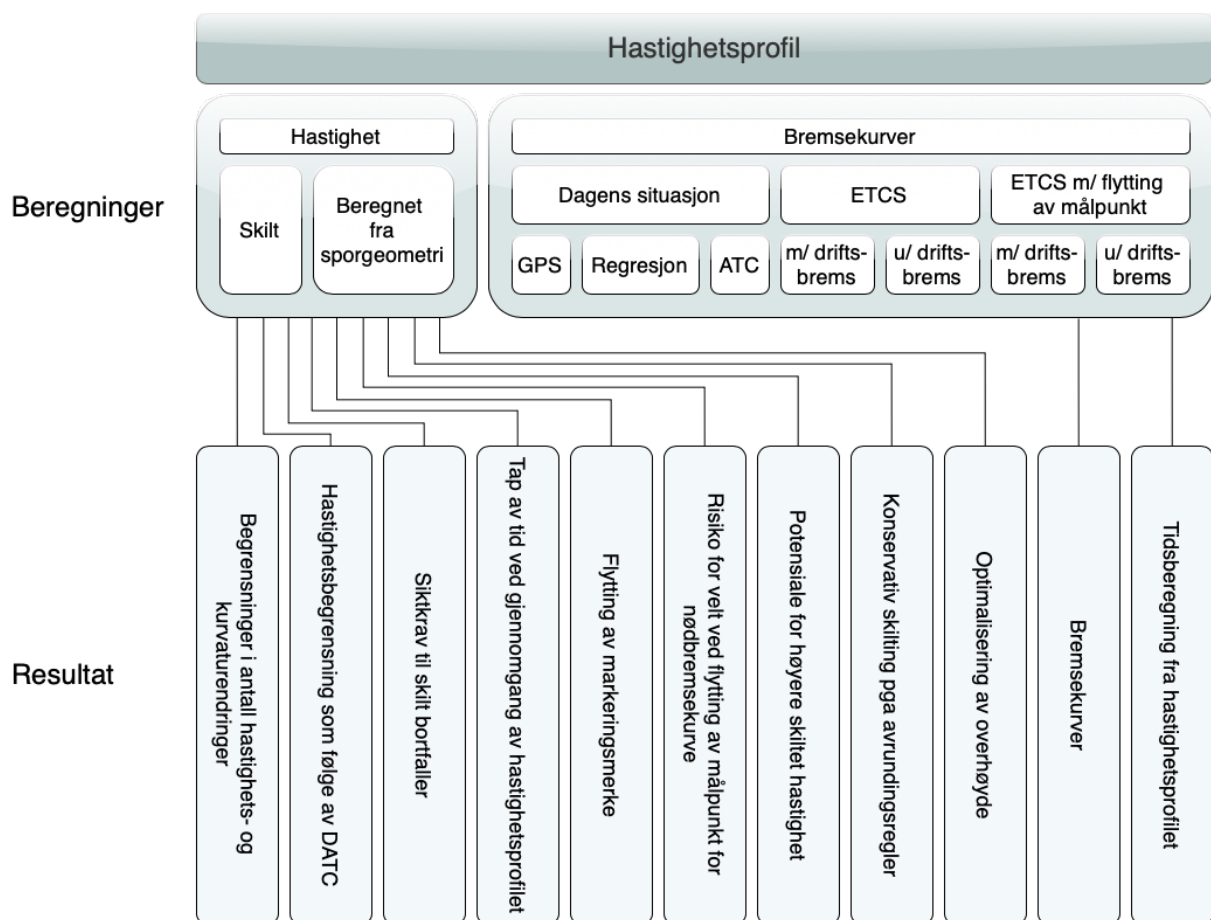 Hastighetsprofil
Beregninger
Hastighet
Skilt
Beregnet
fra
sporgeometri
Bremsekurver
Dagens situasjon
ETCS
ETCS m/ flytting
av målpunkt
GPS
Regresjon
ATC
m/ drifts-
brems
u/ drifts-
brems
m/ drifts-
brems
u/ drifts-
brems
Resultat
Begrensninger i antall hastighets- og
kurvaturendringer
Hastighetsbegrensning som følge av DATC
Siktkrav til skilt bortfaller
Tap av tid ved gjennomgang av hastighetsprofilet
Flytting av markeringsmerke
Risiko for velt ved flytting av målpunkt for
nødbremsekurve
Potensiale for høyere skiltet hastighet
Konservativ skilting pga avrundingsregler
Optimalisering av overhøyde
Bremsekurver
Tidsberegning fra hastighetsprofilet